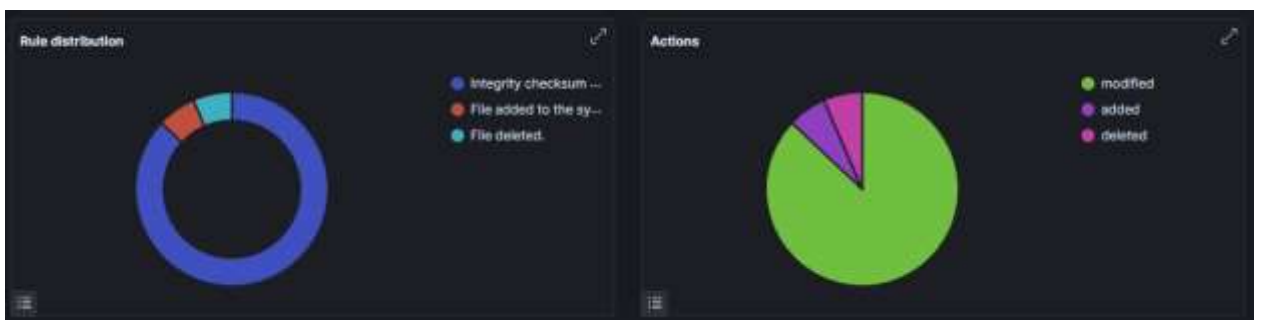 Rule distribution
Integrity checksum ...
File added to the sy...
File deleted.
Actions
modified
added
deleted